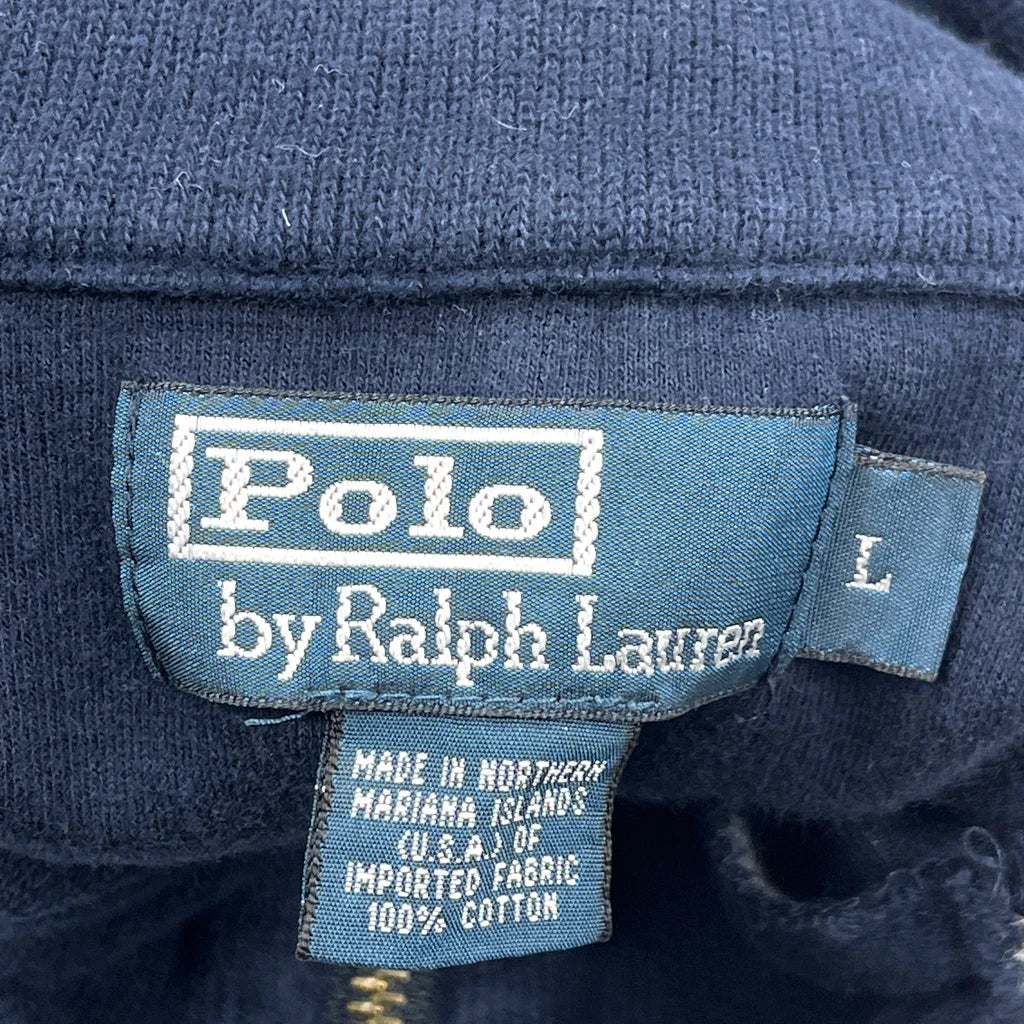 Polo
by Ralph Lauren
L
MADE IN NORTHERN
MARIANA ISLANDS
(U.S.A.) OF
IMPORTED FABRIC
100% COTTON